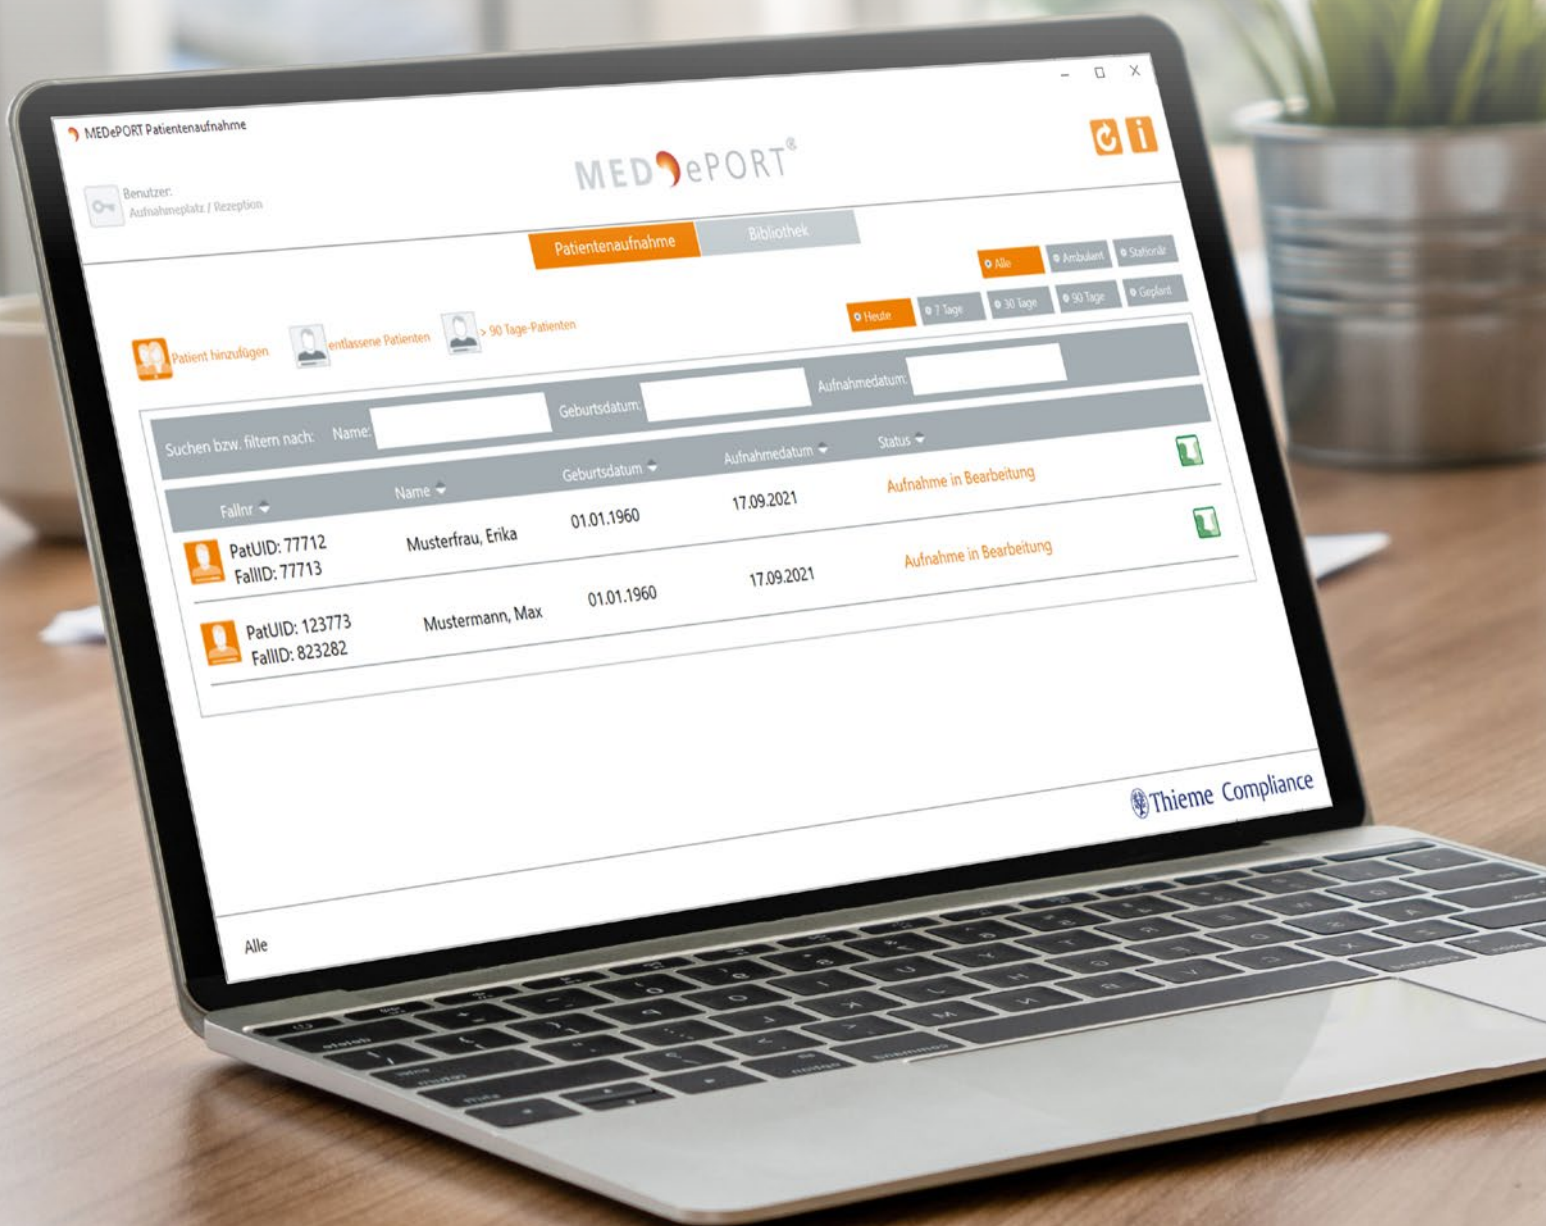 MEDePORT Patientenaufnahme
Benutzer:
Aufnahmeplatz / Rezeption
MEDePORT®
Patientenaufnahme Bibliothek
Alle Ambulant Stationär
Heute 7 Tage 30 Tage 90 Tage Geplant
Patient hinzufügen entlassene Patienten > 90 Tage-Patienten
Suchen bzw. filtern nach: Name: Geburtsdatum: Aufnahmedatum:
Fallnr Name Geburtsdatum Aufnahmedatum Status
PatUID: 77712
FallID: 77713
Musterfrau, Erika 01.01.1960 17.09.2021 Aufnahme in Bearbeitung
PatUID: 123773
FallID: 823282
Mustermann, Max 01.01.1960 17.09.2021 Aufnahme in Bearbeitung
Thieme Compliance
Alle